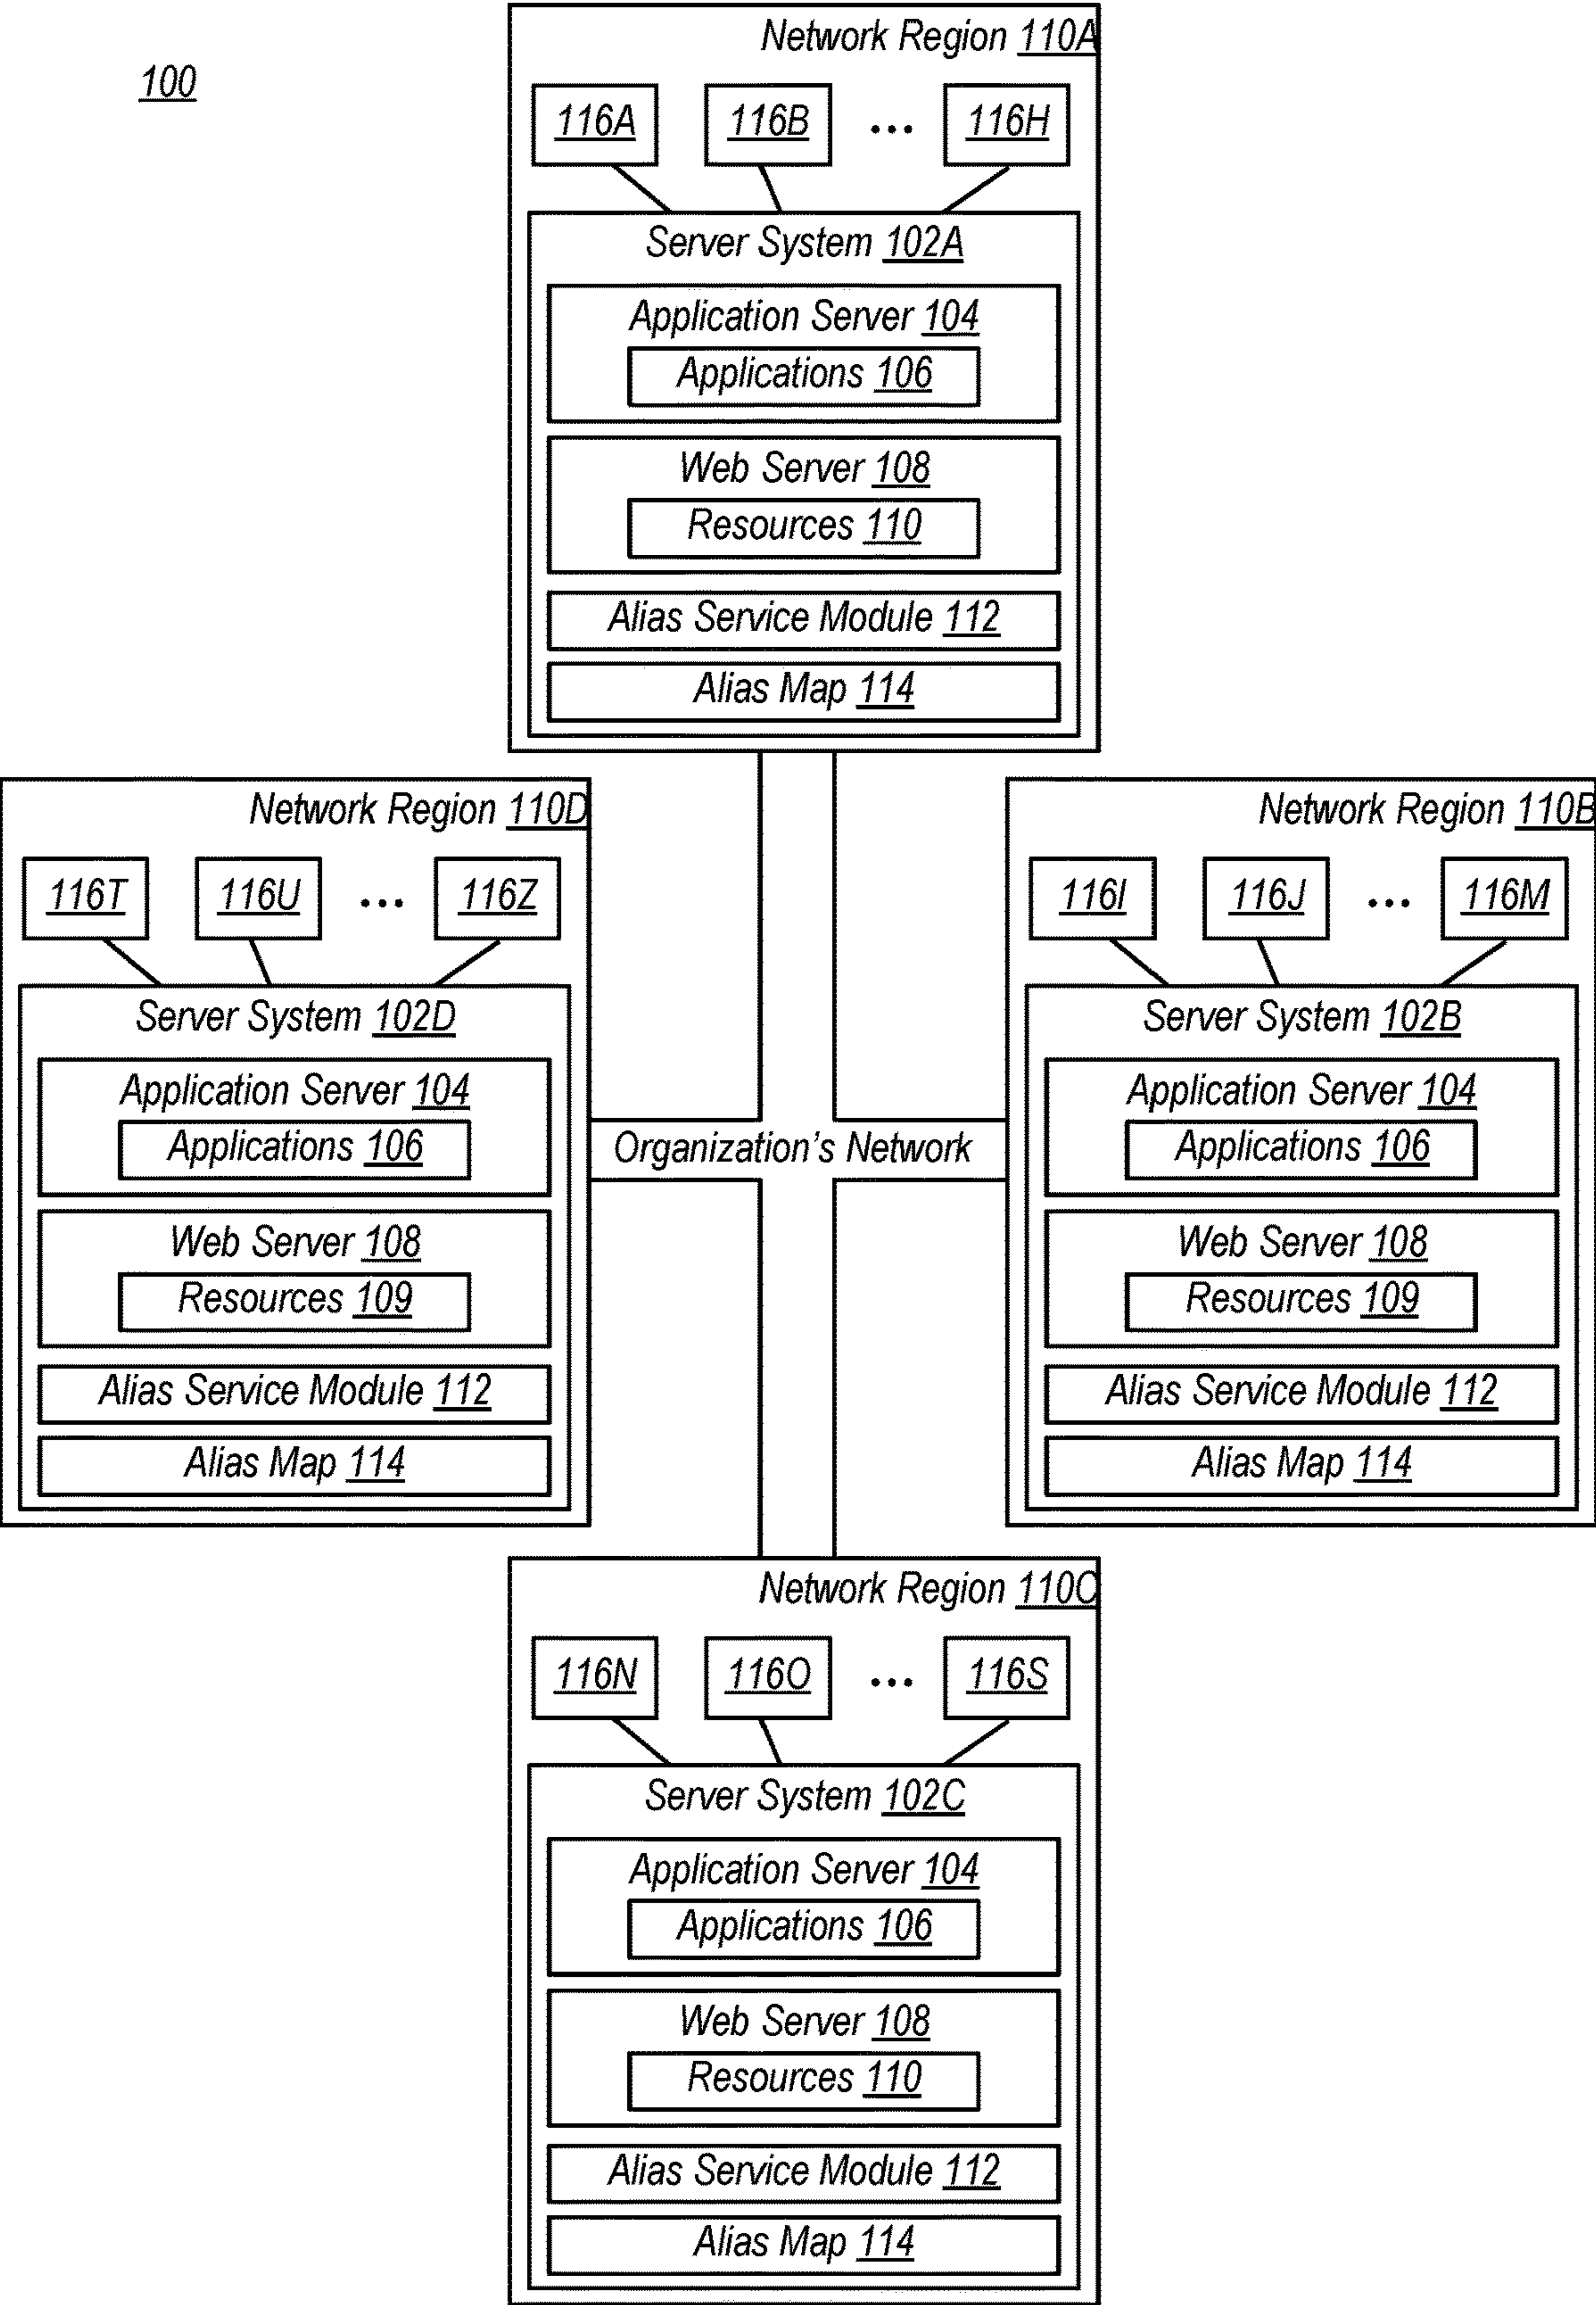 100
Network Region 110A
116A 116B ... 116H
Server System 102A
Application Server 104
Applications 106
Web Server 108
Resources 110
Alias Service Module 112
Alias Map 114
Network Region 110D
116T 116U ... 116Z
Server System 102D
Application Server 104
Applications 106
Web Server 108
Resources 109
Alias Service Module 112
Alias Map 114
Organization's Network
Network Region 110B
116I 116J ... 116M
Server System 102B
Application Server 104
Applications 106
Web Server 108
Resources 109
Alias Service Module 112
Alias Map 114
Network Region 110C
116N 116O ... 116S
Server System 102C
Application Server 104
Applications 106
Web Server 108
Resources 110
Alias Service Module 112
Alias Map 114